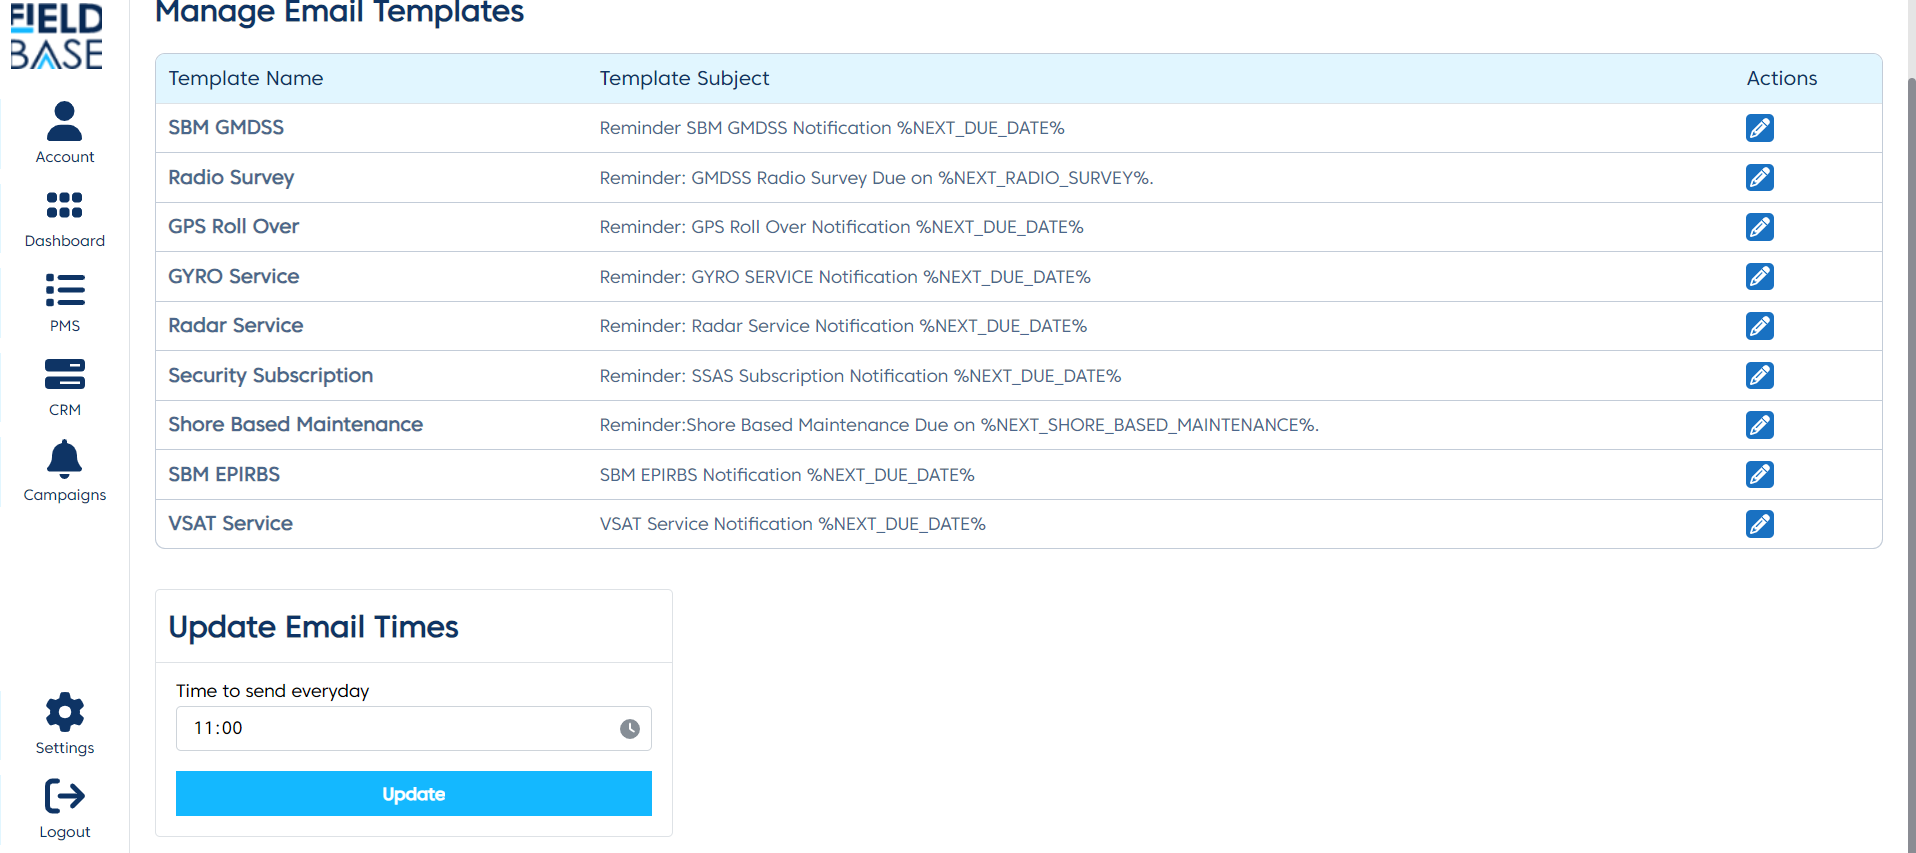 FIELD
BASE
Account
Dashboard
PMS
CRM
Campaigns
Settings
Logout
Manage Email Templates
Template Name Template Subject Actions
SBM GMDSS Reminder SBM GMDSS Notification %NEXT_DUE_DATE%
Radio Survey Reminder: GMDSS Radio Survey Due on %NEXT_RADIO_SURVEY%.
GPS Roll Over Reminder: GPS Roll Over Notification %NEXT_DUE_DATE%
GYRO Service Reminder: GYRO SERVICE Notification %NEXT_DUE_DATE%
Radar Service Reminder: Radar Service Notification %NEXT_DUE_DATE%
Security Subscription Reminder: SSAS Subscription Notification %NEXT_DUE_DATE%
Shore Based Maintenance Reminder:Shore Based Maintenance Due on %NEXT_SHORE_BASED_MAINTENANCE%.
SBM EPIRBS SBM EPIRBS Notification %NEXT_DUE_DATE%
VSAT Service VSAT Service Notification %NEXT_DUE_DATE%
Update Email Times
Time to send everyday
11:00
Update